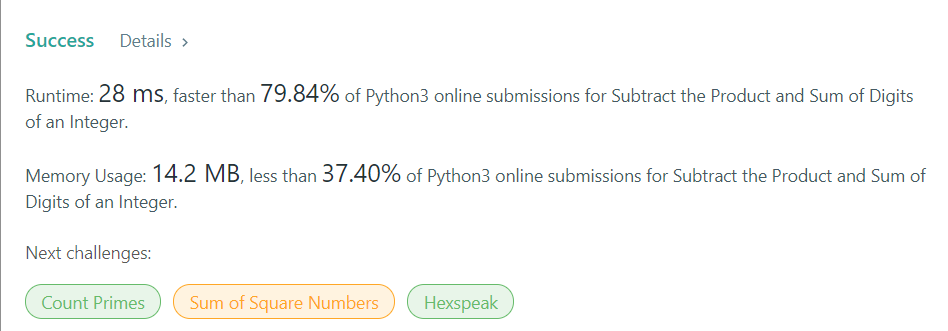 Success Details >
Runtime: 28 ms, faster than 79.84% of Python3 online submissions for Subtract the Product and Sum of Digits
of an Integer.
Memory Usage: 14.2 MB, less than 37.40% of Python3 online submissions for Subtract the Product and Sum of
Digits of an Integer.
Next challenges:
Count Primes Sum of Square Numbers Hexspeak